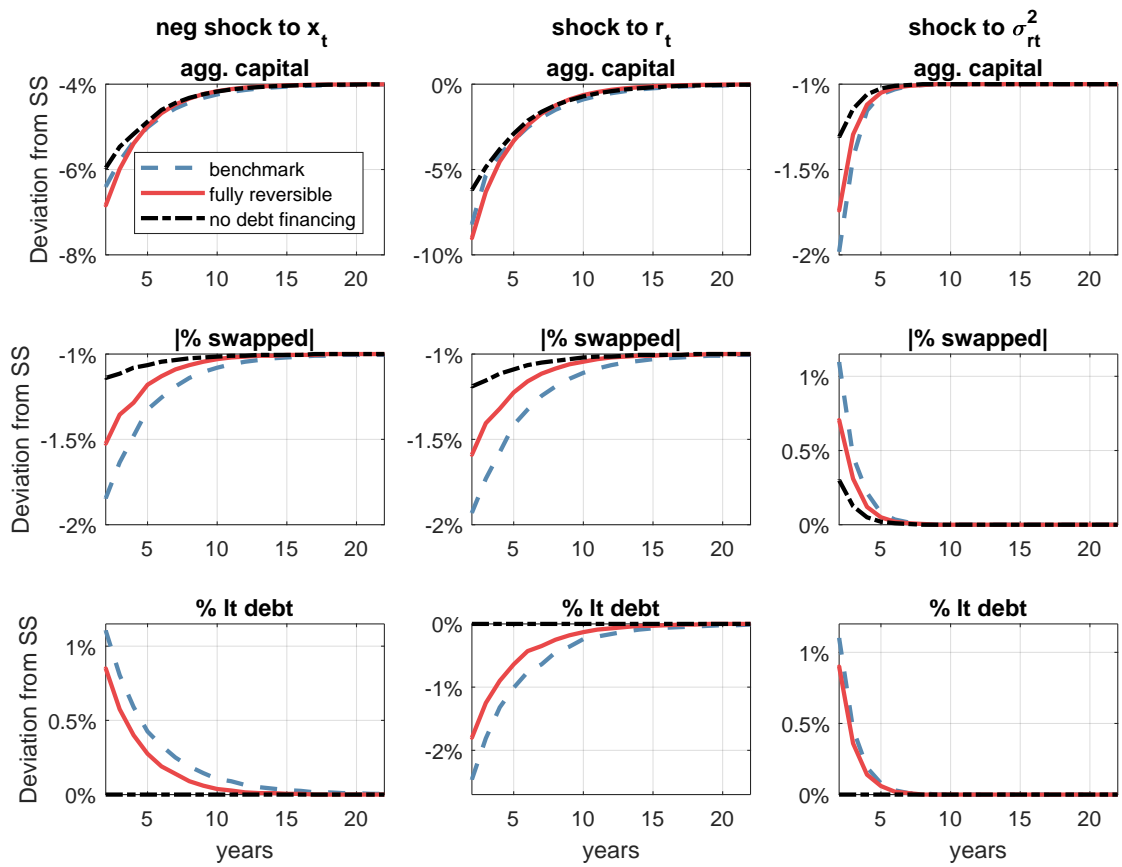 neg shock to x_t
agg. capital
Deviation from SS
-4%
-6%
-8%
benchmark
fully reversible
no debt financing
5 10 15 20
shock to r_t
agg. capital
0%
-5%
-10%
5 10 15 20
shock to σ²_rt
agg. capital
-1%
-1.5%
-2%
5 10 15 20
|% swapped|
Deviation from SS
-1%
-1.5%
-2%
5 10 15 20
|% swapped|
-1%
-1.5%
-2%
5 10 15 20
|% swapped|
1%
0.5%
0%
5 10 15 20
% lt debt
Deviation from SS
1%
0.5%
0%
5 10 15 20
years
% lt debt
0%
-1%
-2%
5 10 15 20
years
% lt debt
1%
0.5%
0%
5 10 15 20
years